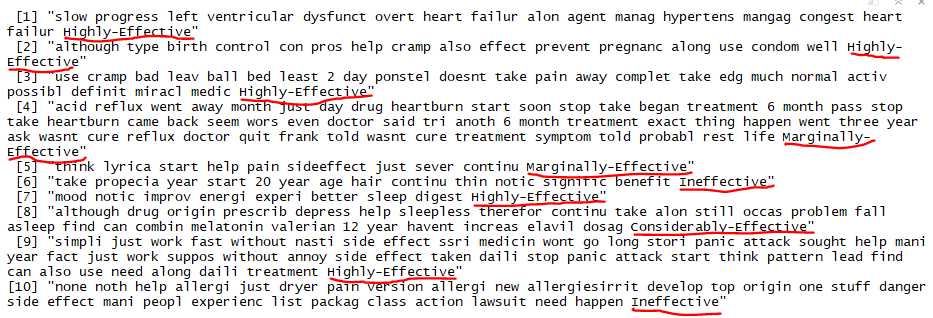 [1] "slow progress left ventricular dysfunct overt heart failur alon agent manag hypertens mangag congest heart
failur Highly-Effective"
[2] "although type birth control con pros help cramp also effect prevent pregnanc along use condom well Highly-
Effective"
[3] "use cramp bad leav ball bed least 2 day ponstel doesnt take pain away complet take edg much normal activ
possibl definit miracl medic Highly-Effective"
[4] "acid reflux went away month just day drug heartburn start soon stop take began treatment 6 month pass stop
take heartburn came back seem wors even doctor said tri anoth 6 month treatment exact thing happen went three year
ask wasnt cure reflux doctor quit frank told wasnt cure treatment symptom told probabl rest life Marginally-
Effective"
[5] "think lyrica start help pain sideeffect just sever continu Marginally-Effective"
[6] "take propecia year start 20 year age hair continu thin notic signific benefit Ineffective"
[7] "mood notic improv energi experi better sleep digest Highly-Effective"
[8] "although drug origin prescrib depress help sleepless therefor continu take alon still occas problem fall
asleep find can combin melatonin valerian 12 year havent increas elavil dosag Considerably-Effective"
[9] "simpli just work fast without nasti side effect ssri medicin wont go long stori panic attack sought help mani
year fact just work suppos without annoy side effect taken daili stop panic attack start think pattern lead find
can also use need along daili treatment Highly-Effective"
[10] "none noth help allergi just dryer pain version allergi new allergiesirrit develop top origin one stuff danger
side effect mani peopl experienc list packag class action lawsuit need happen Ineffective"